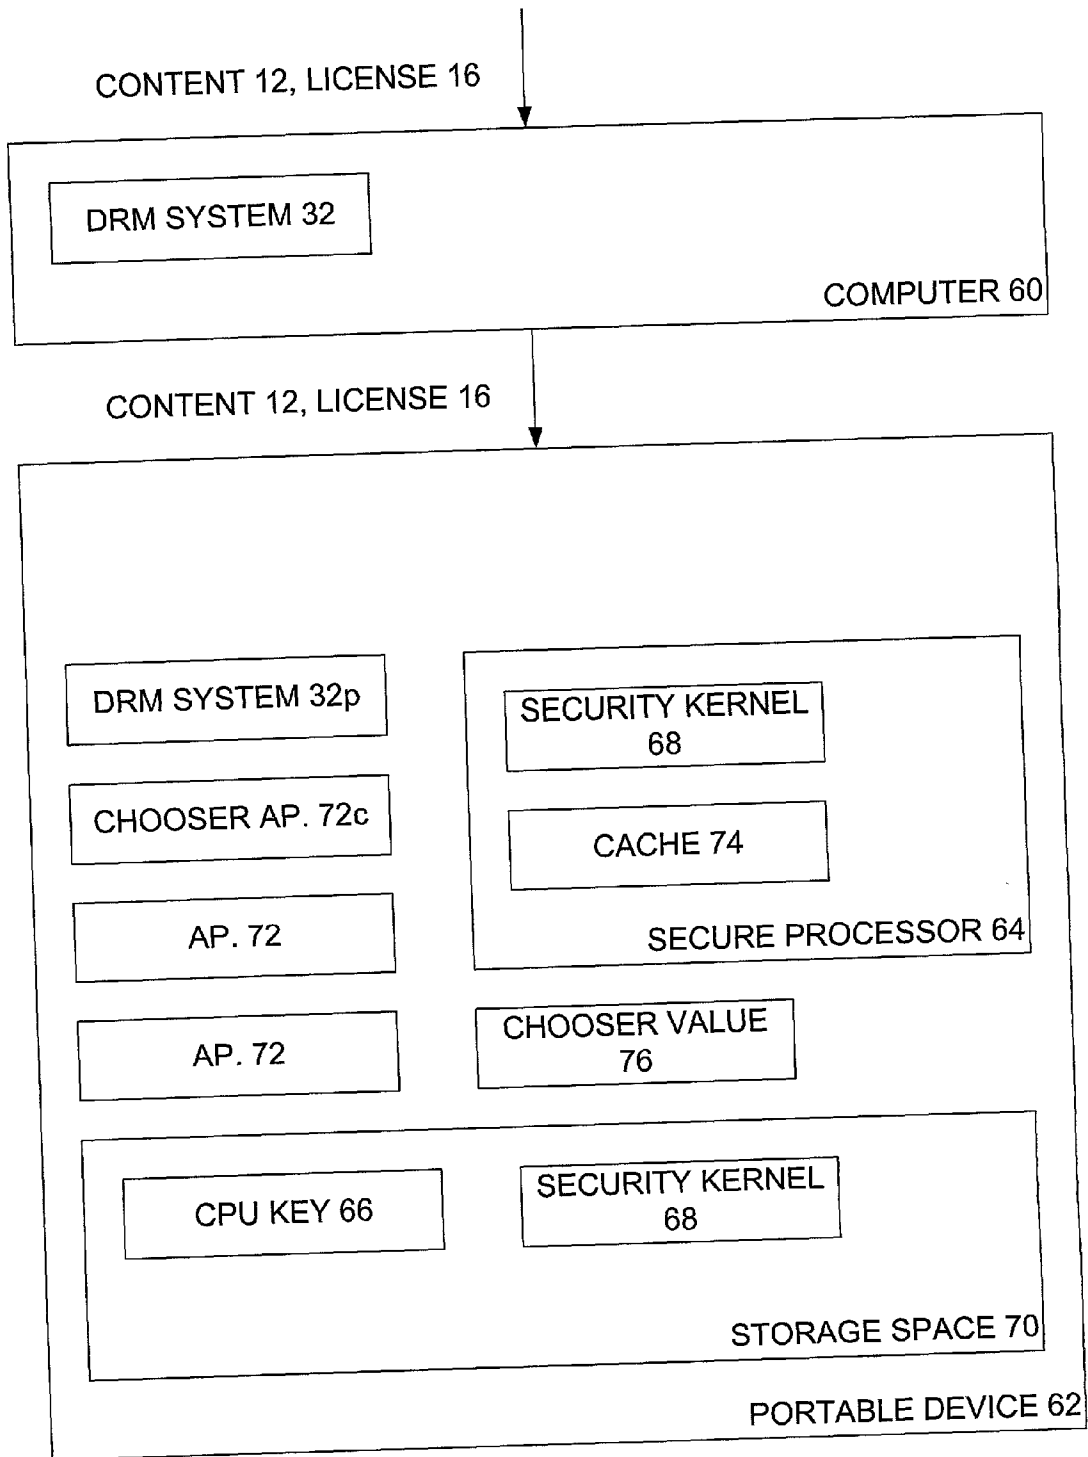 CONTENT 12, LICENSE 16
DRM SYSTEM 32
COMPUTER 60
CONTENT 12, LICENSE 16
DRM SYSTEM 32p
CHOOSER AP. 72c
AP. 72
AP. 72
SECURITY KERNEL
68
CACHE 74
SECURE PROCESSOR 64
CHOOSER VALUE
76
CPU KEY 66
SECURITY KERNEL
68
STORAGE SPACE 70
PORTABLE DEVICE 62